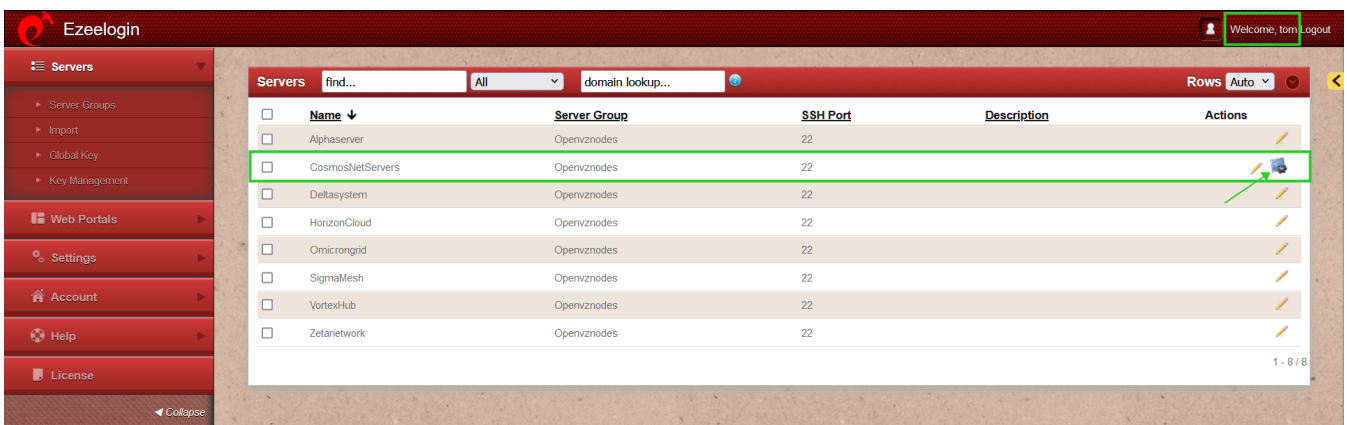 Ezeelogin
Welcome, tom Logout
Servers
Server Groups
Import
Global Key
Key Management
Web Portals
Settings
Account
Help
License
Collapse
Servers find... All domain lookup... Rows Auto
Name Server Group SSH Port Description Actions
Alphaserver Openvznodes 22
CosmosNetServers Openvznodes 22
Deltasystem Openvznodes 22
HorizonCloud Openvznodes 22
Omicrongrid Openvznodes 22
SigmaMesh Openvznodes 22
VortexHub Openvznodes 22
Zetanetwork Openvznodes 22
1 - 8 / 8